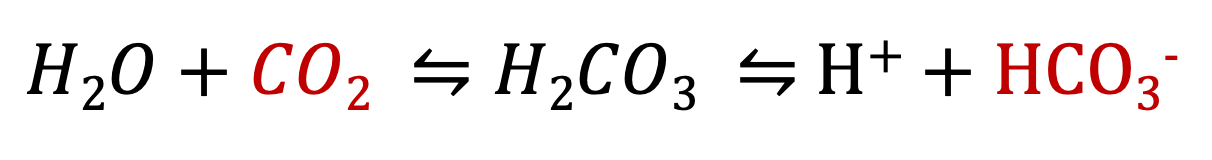 H₂O + CO₂ ⇋ H₂CO₃ ⇋ H⁺ + HCO₃⁻